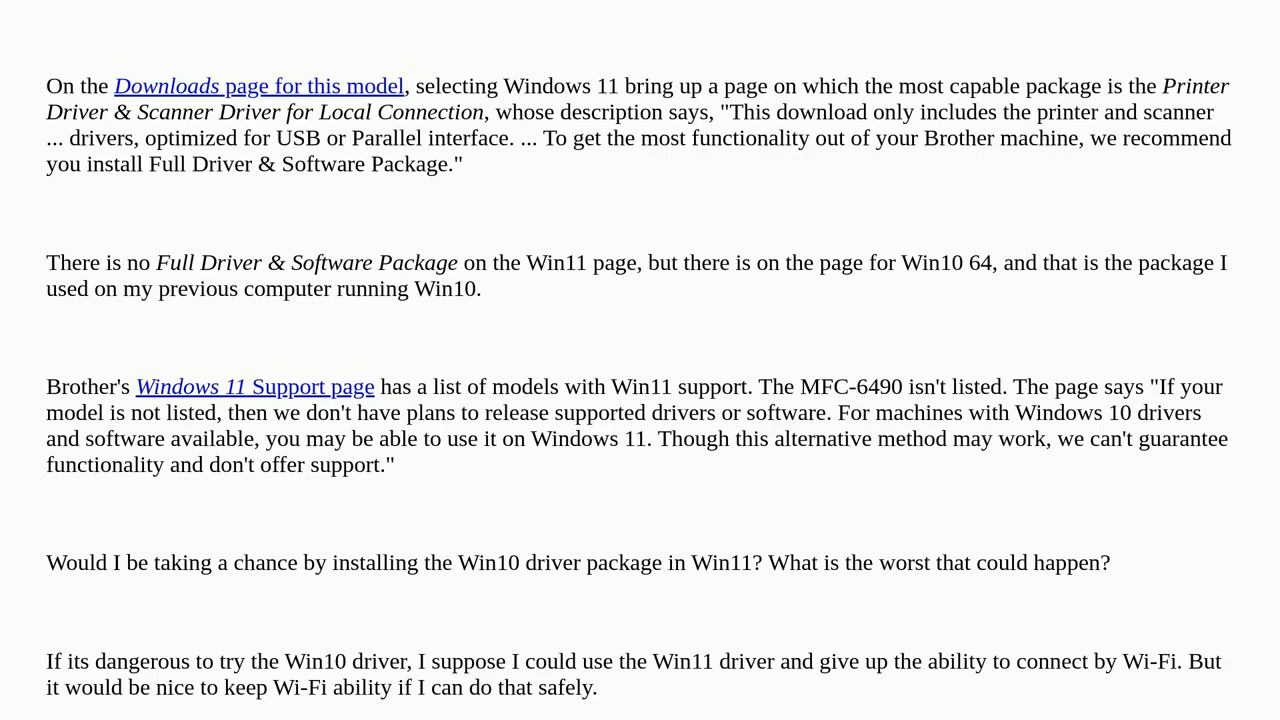 On the Downloads page for this model, selecting Windows 11 bring up a page on which the most capable package is the Printer
Driver & Scanner Driver for Local Connection, whose description says, "This download only includes the printer and scanner
... drivers, optimized for USB or Parallel interface. ... To get the most functionality out of your Brother machine, we recommend
you install Full Driver & Software Package."
There is no Full Driver & Software Package on the Win11 page, but there is on the page for Win10 64, and that is the package I
used on my previous computer running Win10.
Brother's Windows 11 Support page has a list of models with Win11 support. The MFC-6490 isn't listed. The page says "If your
model is not listed, then we don't have plans to release supported drivers or software. For machines with Windows 10 drivers
and software available, you may be able to use it on Windows 11. Though this alternative method may work, we can't guarantee
functionality and don't offer support."
Would I be taking a chance by installing the Win10 driver package in Win11? What is the worst that could happen?
If its dangerous to try the Win10 driver, I suppose I could use the Win11 driver and give up the ability to connect by Wi-Fi. But
it would be nice to keep Wi-Fi ability if I can do that safely.